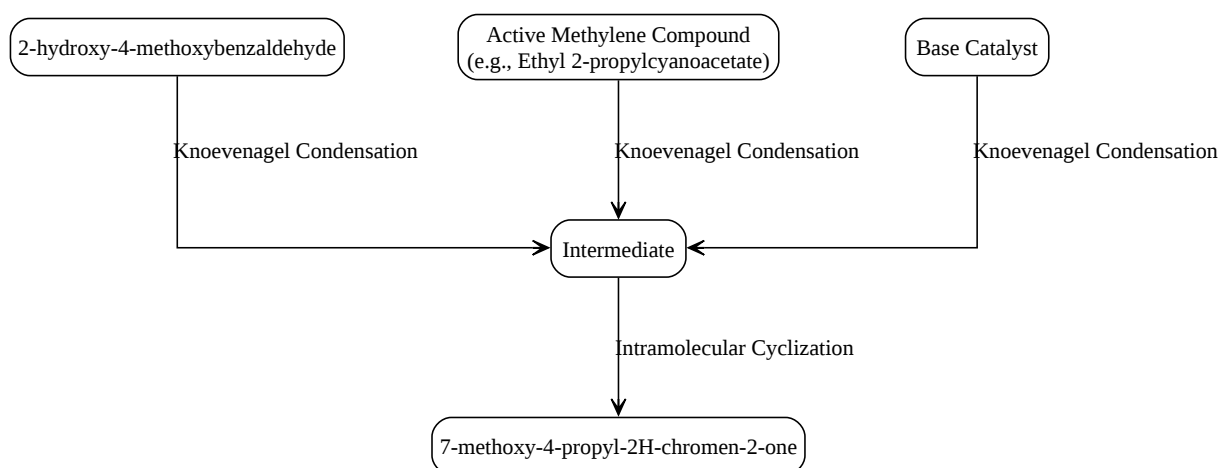 2-hydroxy-4-methoxybenzaldehyde
Active Methylene Compound
(e.g., Ethyl 2-propylcyanoacetate)
Base Catalyst
Knoevenagel Condensation
Knoevenagel Condensation
Knoevenagel Condensation
Intermediate
Intramolecular Cyclization
7-methoxy-4-propyl-2H-chromen-2-one